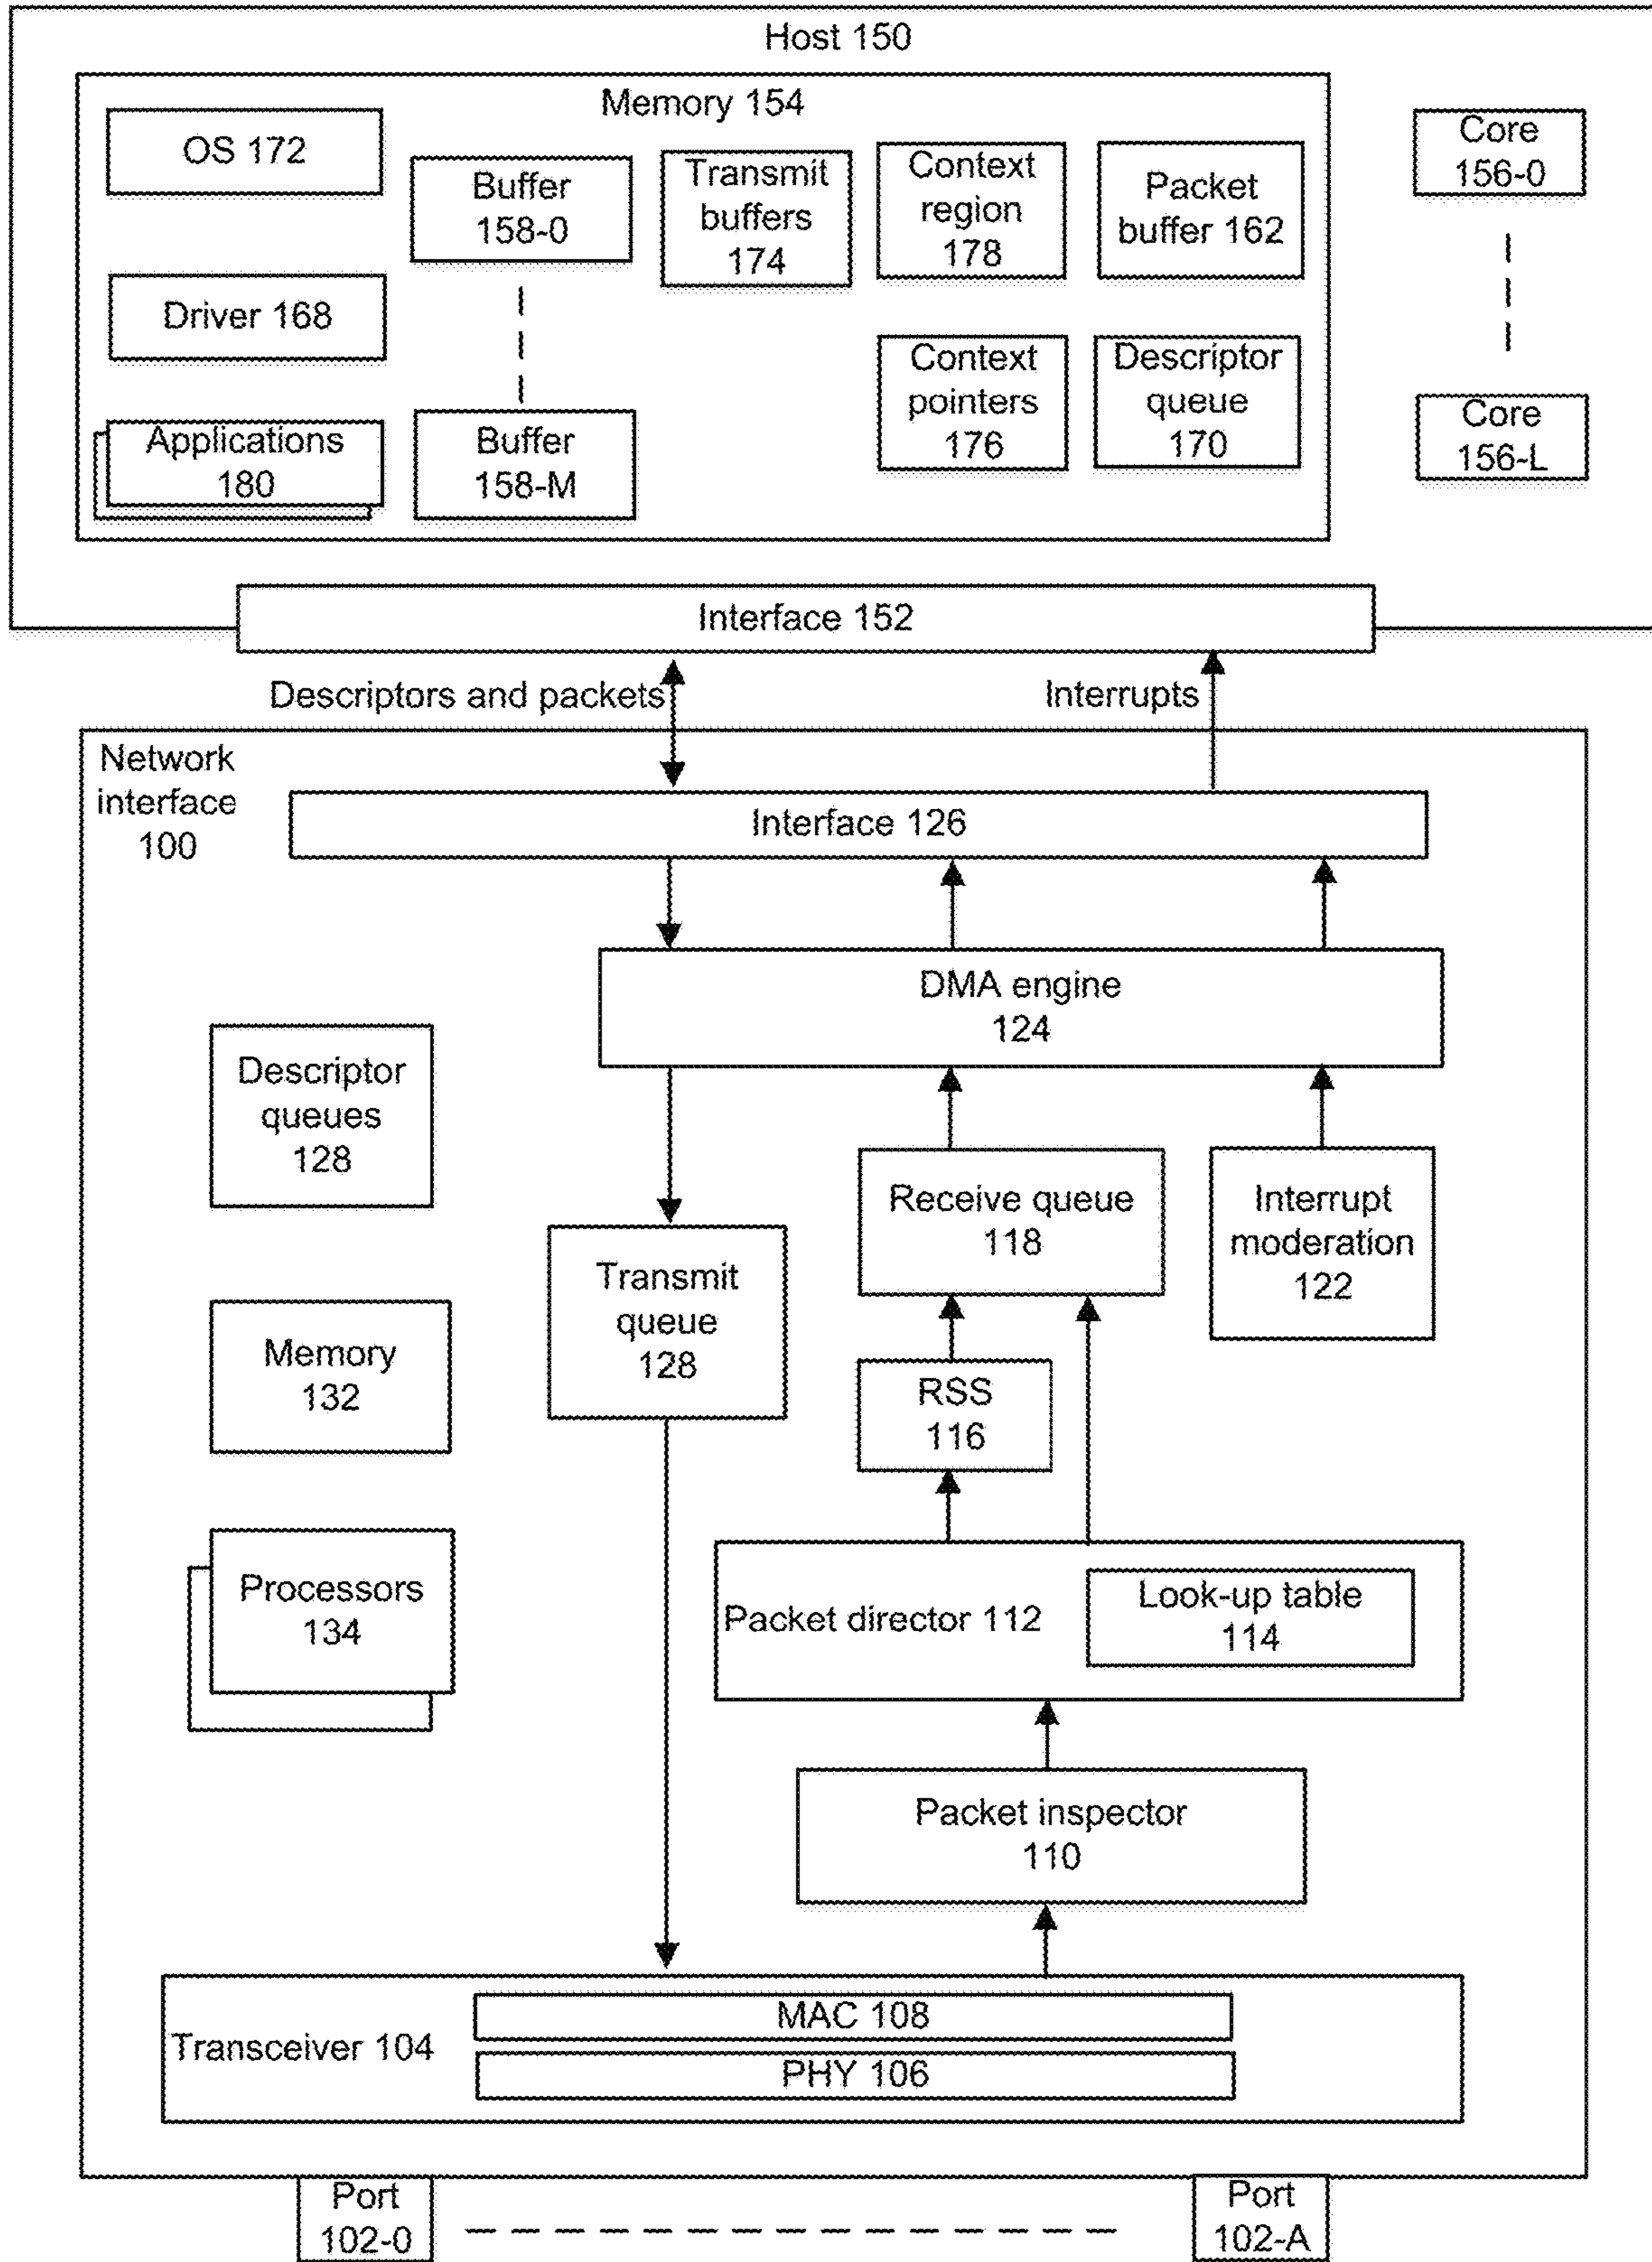 Host 150
Memory 154
OS 172
Driver 168
Applications
180
Buffer
158-0
Buffer
158-M
Transmit
buffers
174
Context
region
178
Packet
buffer 162
Context
pointers
176
Descriptor
queue
170
Core
156-0
Core
156-L
Interface 152
Descriptors and packets
Interrupts
Network
interface
100
Interface 126
DMA engine
124
Descriptor
queues
128
Transmit
queue
128
Receive queue
118
Interrupt
moderation
122
Memory
132
RSS
116
Processors
134
Packet director 112
Look-up table
114
Packet inspector
110
Transceiver 104
MAC 108
PHY 106
Port
102-0
Port
102-A